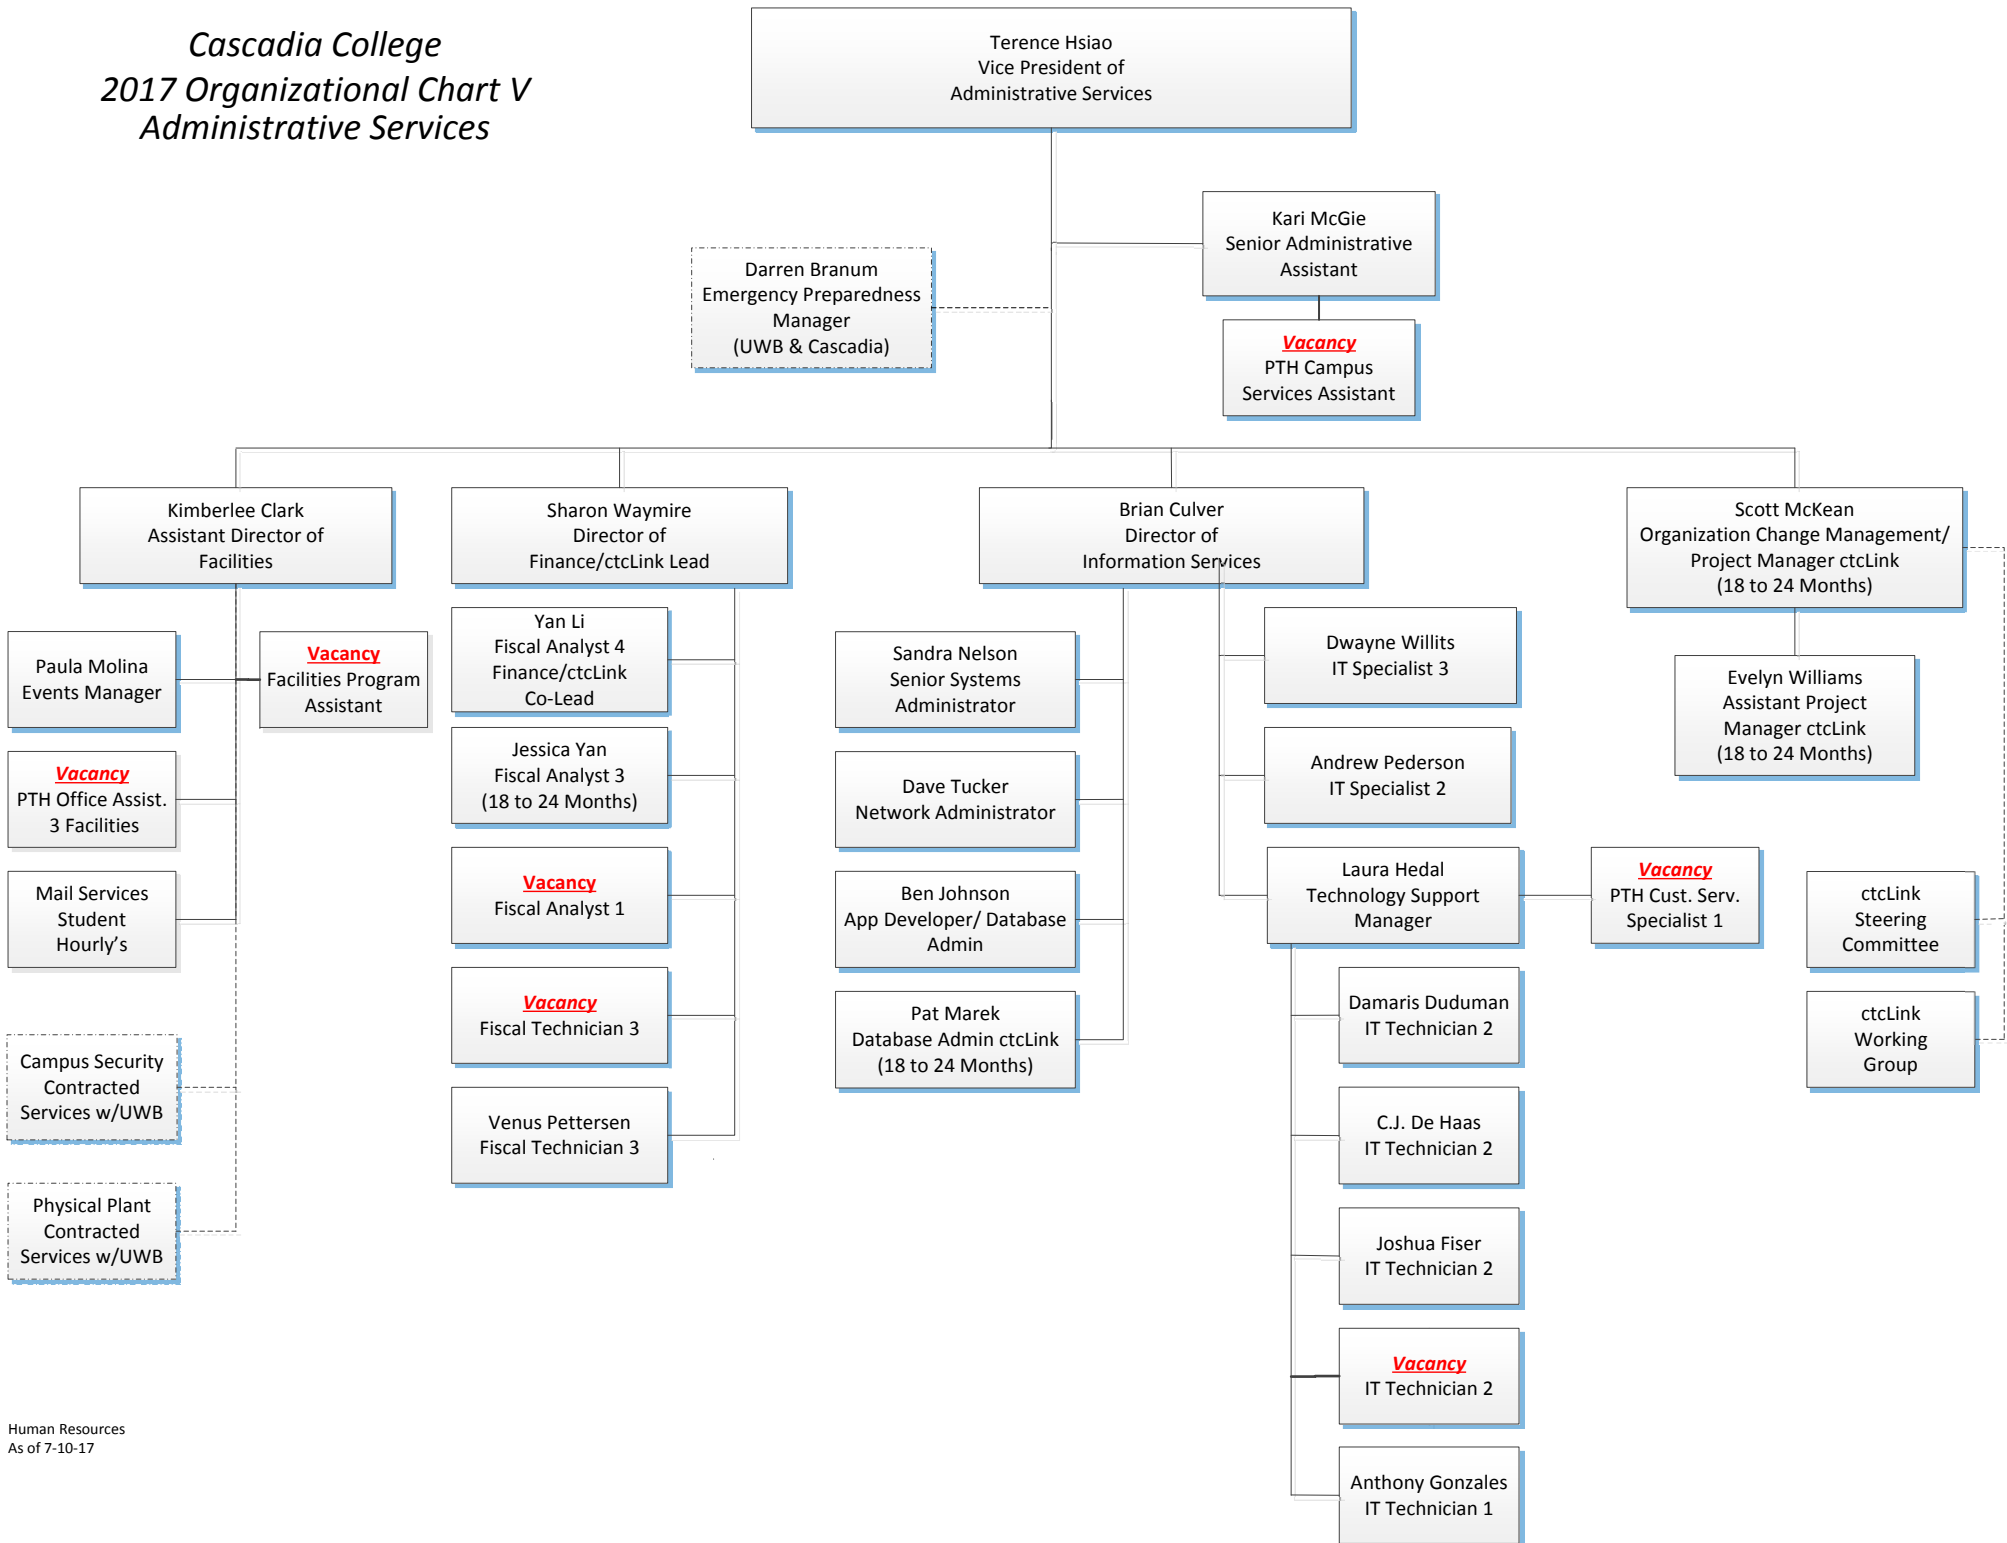 Cascadia College
2017 Organizational Chart V
Administrative Services
Terence Hsiao
Vice President of
Administrative Services
Kari McGie
Senior Administrative
Assistant
Darren Branum
Emergency Preparedness
Manager
(UWB & Cascadia)
Vacancy
PTH Campus
Services Assistant
Kimberlee Clark
Assistant Director of
Facilities
Paula Molina
Events Manager
Vacancy
Facilities Program
Assistant
Vacancy
PTH Office Assist.
3 Facilities
Mail Services
Student
Hourly's
Campus Security
Contracted
Services w/UWB
Physical Plant
Contracted
Services w/UWB
Sharon Waymire
Director of
Finance/ctcLink Lead
Yan Li
Fiscal Analyst 4
Finance/ctcLink
Co-Lead
Jessica Yan
Fiscal Analyst 3
(18 to 24 Months)
Vacancy
Fiscal Analyst 1
Vacancy
Fiscal Technician 3
Venus Pettersen
Fiscal Technician 3
Brian Culver
Director of
Information Services
Sandra Nelson
Senior Systems
Administrator
Dave Tucker
Network Administrator
Ben Johnson
App Developer/ Database
Admin
Pat Marek
Database Admin ctcLink
(18 to 24 Months)
Dwayne Willits
IT Specialist 3
Andrew Pederson
IT Specialist 2
Laura Hedal
Technology Support
Manager
Vacancy
PTH Cust. Serv.
Specialist 1
Damaris Duduman
IT Technician 2
C.J. De Haas
IT Technician 2
Joshua Fiser
IT Technician 2
Vacancy
IT Technician 2
Anthony Gonzales
IT Technician 1
Scott McKean
Organization Change Management/
Project Manager ctcLink
(18 to 24 Months)
Evelyn Williams
Assistant Project
Manager ctcLink
(18 to 24 Months)
ctcLink
Steering
Committee
ctcLink
Working
Group
Human Resources
As of 7-10-17